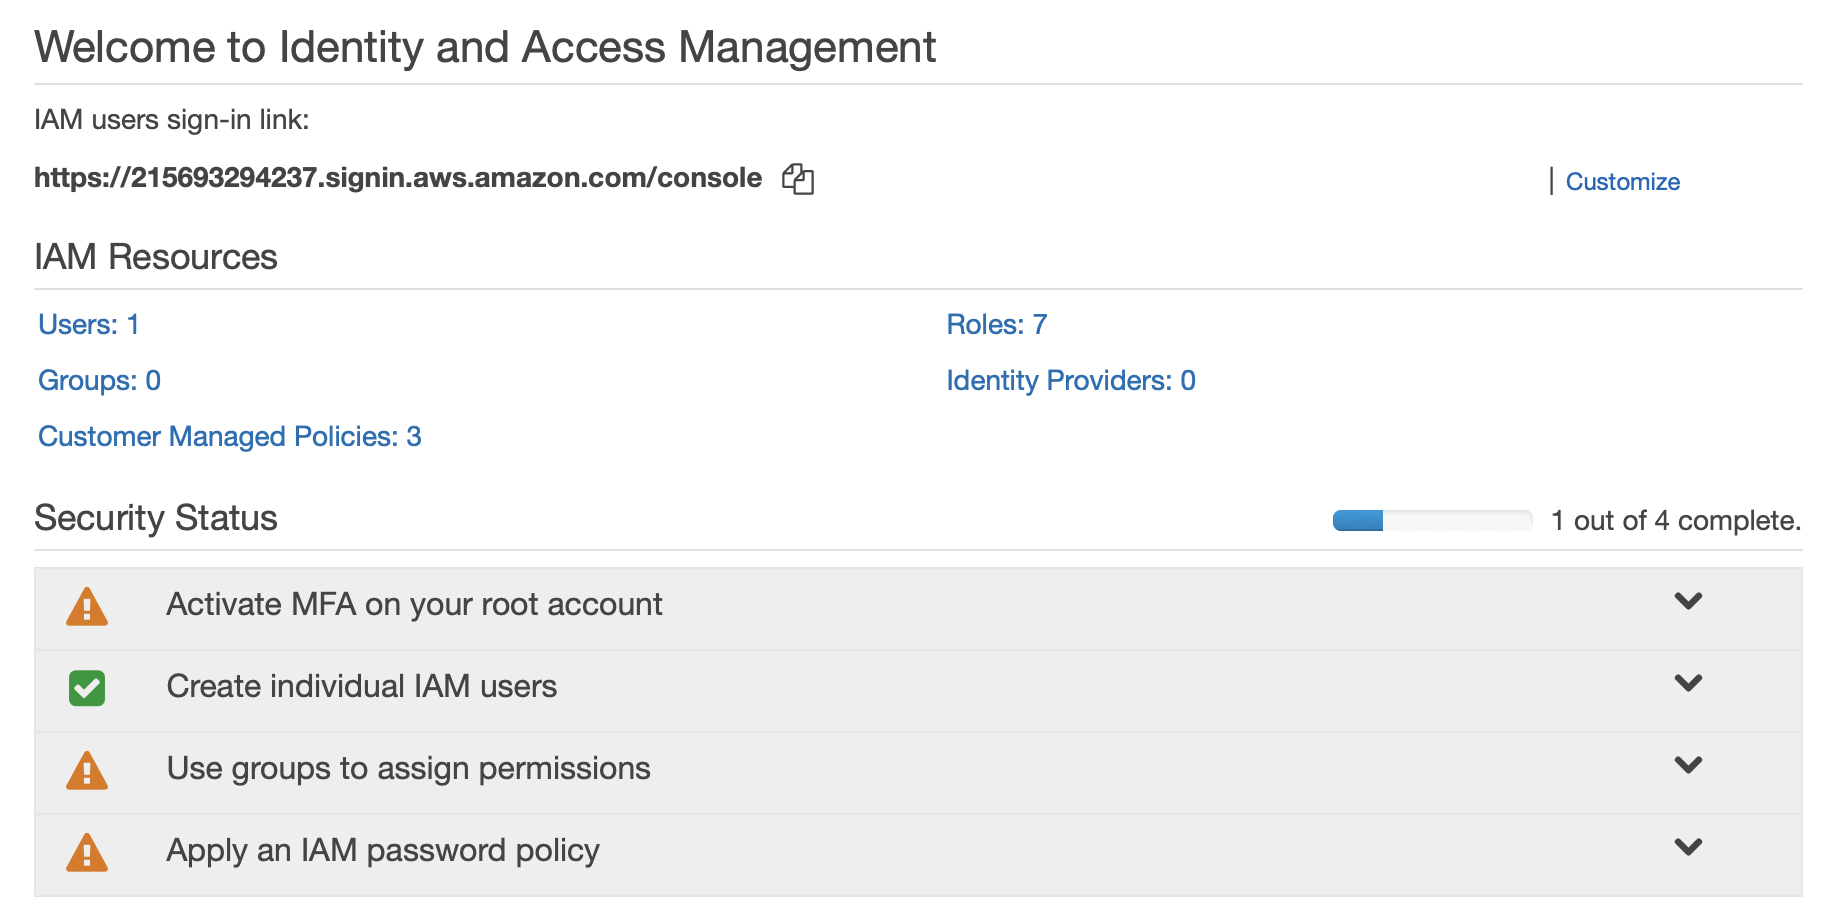 Welcome to Identity and Access Management
IAM users sign-in link:
https://215693294237.signin.aws.amazon.com/console
| Customize
IAM Resources
Users: 1
Roles: 7
Groups: 0
Identity Providers: 0
Customer Managed Policies: 3
Security Status
1 out of 4 complete.
Activate MFA on your root account
Create individual IAM users
Use groups to assign permissions
Apply an IAM password policy